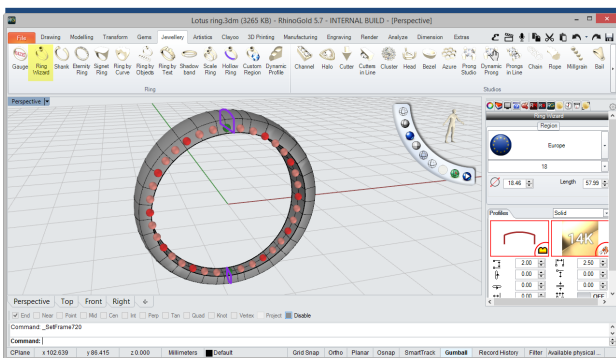 Lotus ring.3dm (3265 KB) - RhinoGold 5.7 - INTERNAL BUILD - [Perspective]
File Drawing Modelling Transform Gems Jewellery Artistica Clayoo 3D Printing Manufacturing Engraving Render Analyze Dimension Extras
Gauge Ring Wizard Shank Eternity Ring Signet Ring Ring by Curve Ring by Objects Ring by Text Shadow band Scale Ring Hollow Ring Custom Region Dynamic Profile Channel Halo Cutter Cutters in Line Cluster Head Bezel Azure Prong Studio Dynamic Prong Prongs in Line Chain Rope Milligrain Bail
Ring Studios
Perspective
Ring Wizard
Region
Europe
18
18.46 Length 57.99
Profiles Solid
14K
2.00 2.50
0.00 0.00
0.00 0.00
OFF
Perspective Top Front Right
End Near Point Mid Cen Int Perp Tan Quad Knot Vertex Project Disable
Command: _SetFrame720
Command:
CPlane x 102.639 y 86.415 z 0.000 Millimeters Default Grid Snap Ortho Planar Osnap SmartTrack Gumball Record History Filter Available physical...